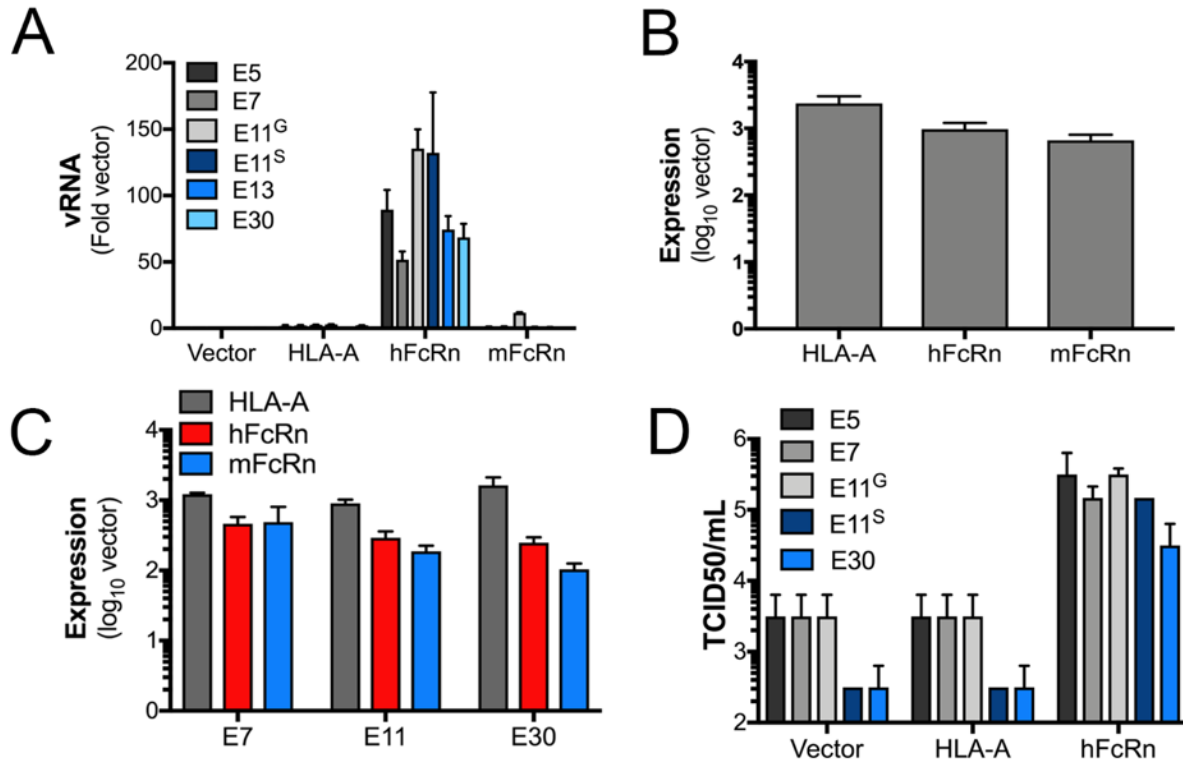 A
vRNA
(Fold vector)
200
150
100
50
0
E5
E7
E11G
E11S
E13
E30
Vector HLA-A hFcRn mFcRn
B
Expression
(log10 vector)
4
3
2
1
0
HLA-A hFcRn mFcRn
C
HLA-A
hFcRn
mFcRn
Expression
(log10 vector)
4
3
2
1
0
E7 E11 E30
D
E5
E7
E11G
E11S
E30
TCID50/mL
6
5
4
3
2
Vector HLA-A hFcRn